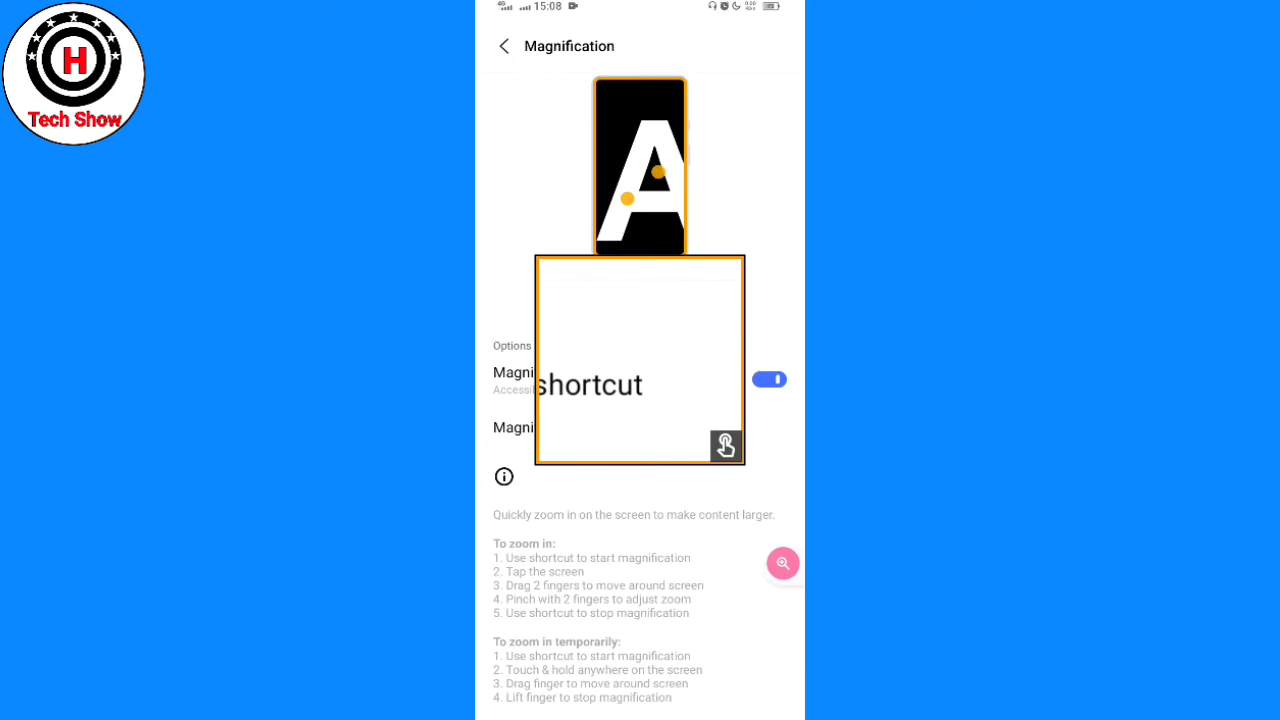 H
Tech Show
4G 15:08 0.00
Magnification
A
Options
Magni
Accessi
shortcut
Magni
Quickly zoom in on the screen to make content larger.
To zoom in:
1. Use shortcut to start magnification
2. Tap the screen
3. Drag 2 fingers to move around screen
4. Pinch with 2 fingers to adjust zoom
5. Use shortcut to stop magnification
To zoom in temporarily:
1. Use shortcut to start magnification
2. Touch & hold anywhere on the screen
3. Drag finger to move around screen
4. Lift finger to stop magnification